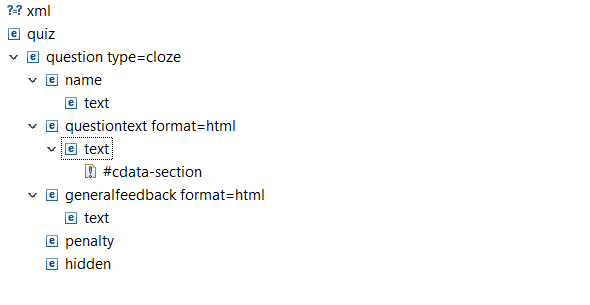 ?=? xml
e quiz
e question type=cloze
e name
e text
e questiontext format=html
e text
#cdata-section
e generalfeedback format=html
e text
e penalty
e hidden